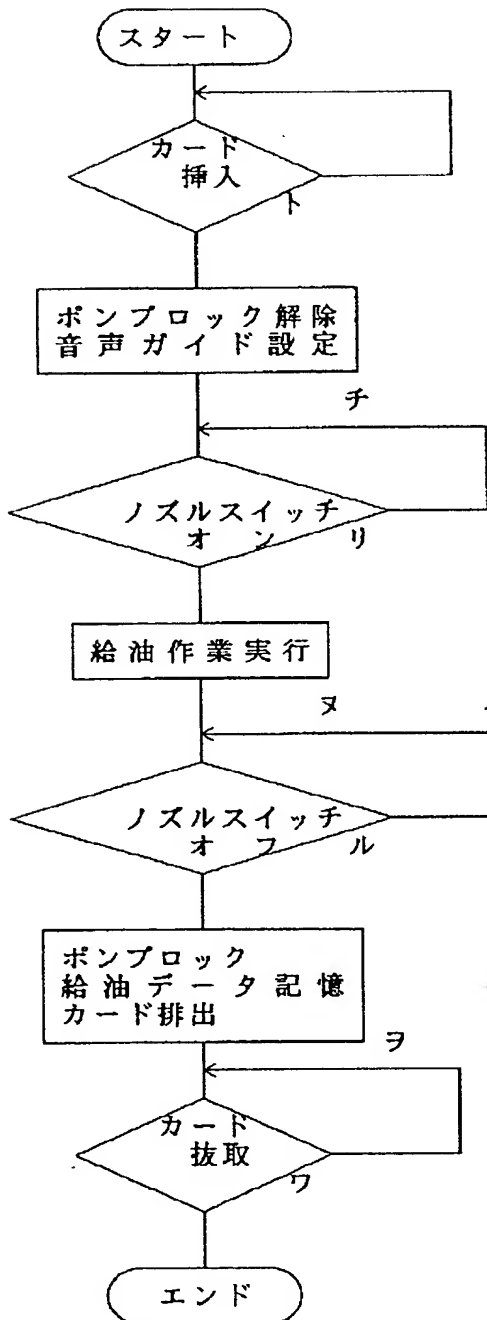 スタート
カード
挿入
ト
ポンプロック解除
音声ガイド設定
チ
ノズルスイッチ
オン リ
給油作業実行
ヌ
ノズルスイッチ
オフ ル
ポンプロック
給油データ記憶
カード排出
ヲ
カード
抜取
ワ
エンド